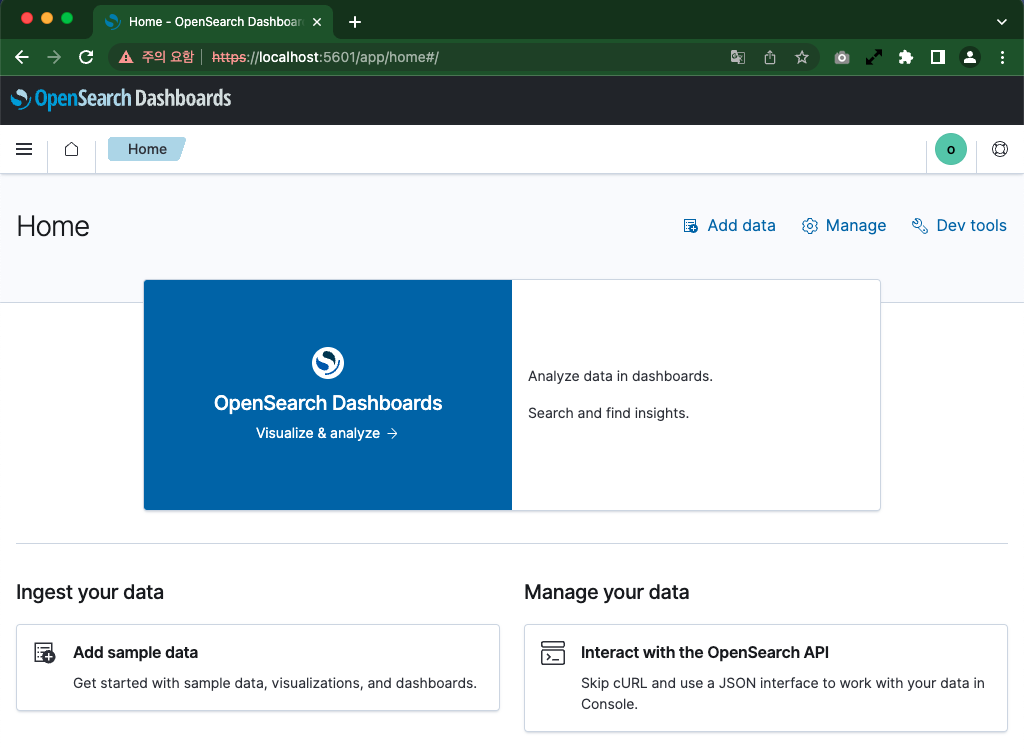 Home - OpenSearch Dashboar
주의 요함
https://localhost:5601/app/home#/
OpenSearch Dashboards
Home
o
Home
Add data
Manage
Dev tools
OpenSearch Dashboards
Visualize & analyze →
Analyze data in dashboards.
Search and find insights.
Ingest your data
Add sample data
Get started with sample data, visualizations, and dashboards.
Manage your data
Interact with the OpenSearch API
Skip cURL and use a JSON interface to work with your data in
Console.